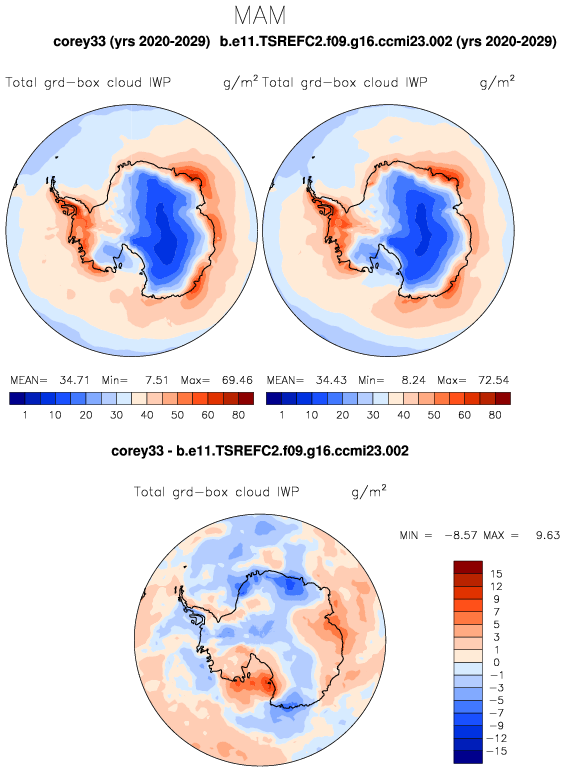 MAM
corey33 (yrs 2020-2029) b.e11.TSREFC2.f09.g16.ccmi23.002 (yrs 2020-2029)
Total grd-box cloud IWP g/m² Total grd-box cloud IWP g/m²
MEAN= 34.71 Min= 7.51 Max= 69.46 MEAN= 34.43 Min= 8.24 Max= 72.54
1 10 20 30 40 50 60 80 1 10 20 30 40 50 60 80
corey33 - b.e11.TSREFC2.f09.g16.ccmi23.002
Total grd-box cloud IWP g/m²
MIN = -8.57 MAX = 9.63
15
12
9
7
5
3
1
0
-1
-3
-5
-7
-9
-12
-15